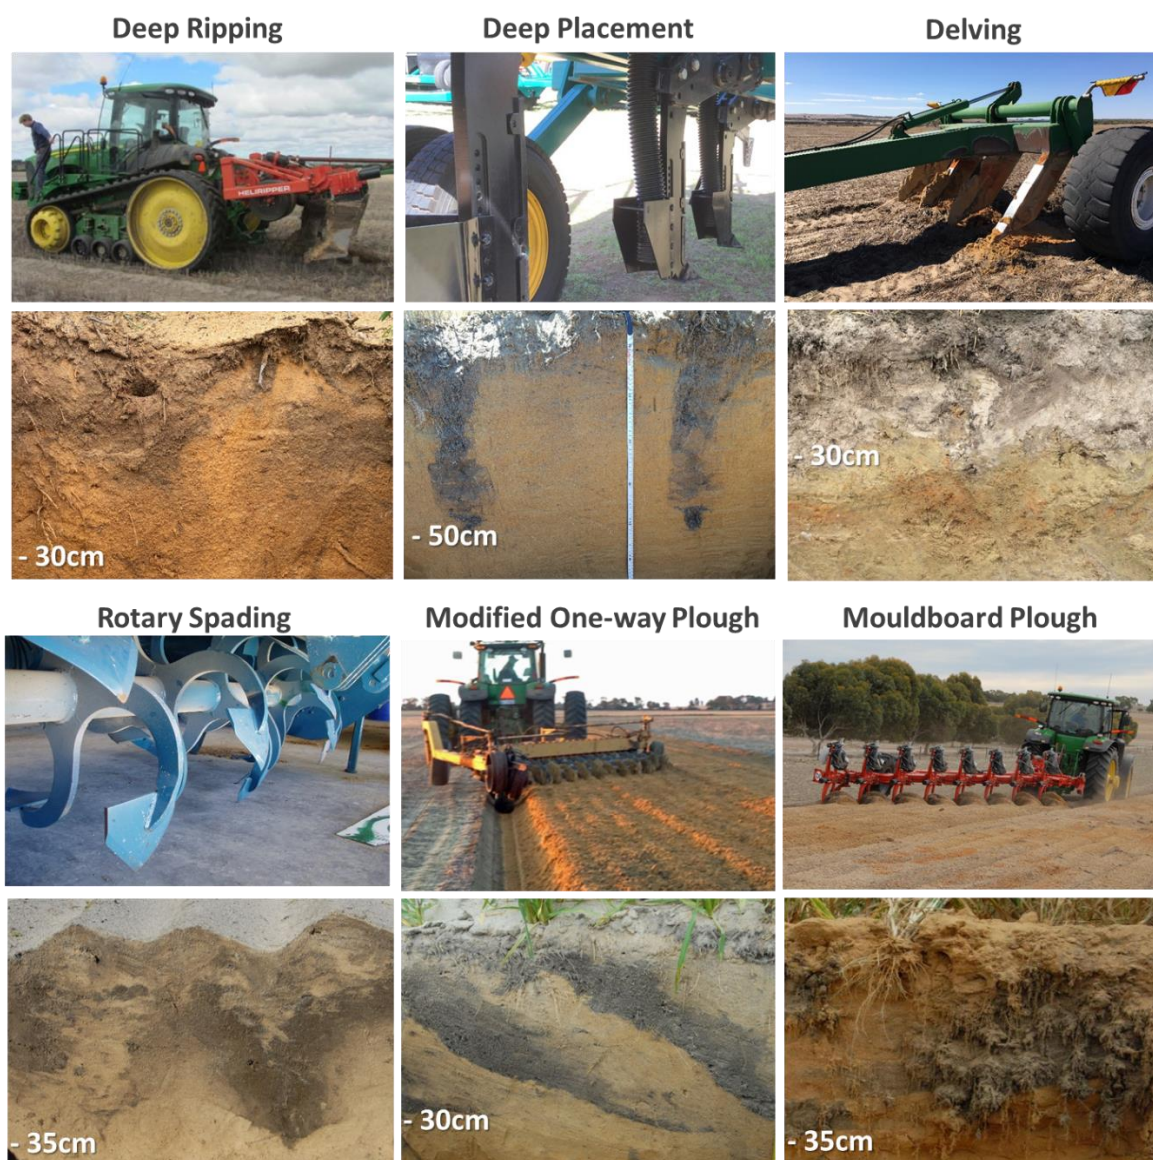 Deep Ripping
Deep Placement
Delving
HELIRIPPER
- 30cm
- 50cm
- 30cm
Rotary Spading
Modified One-way Plough
Mouldboard Plough
- 35cm
- 30cm
- 35cm